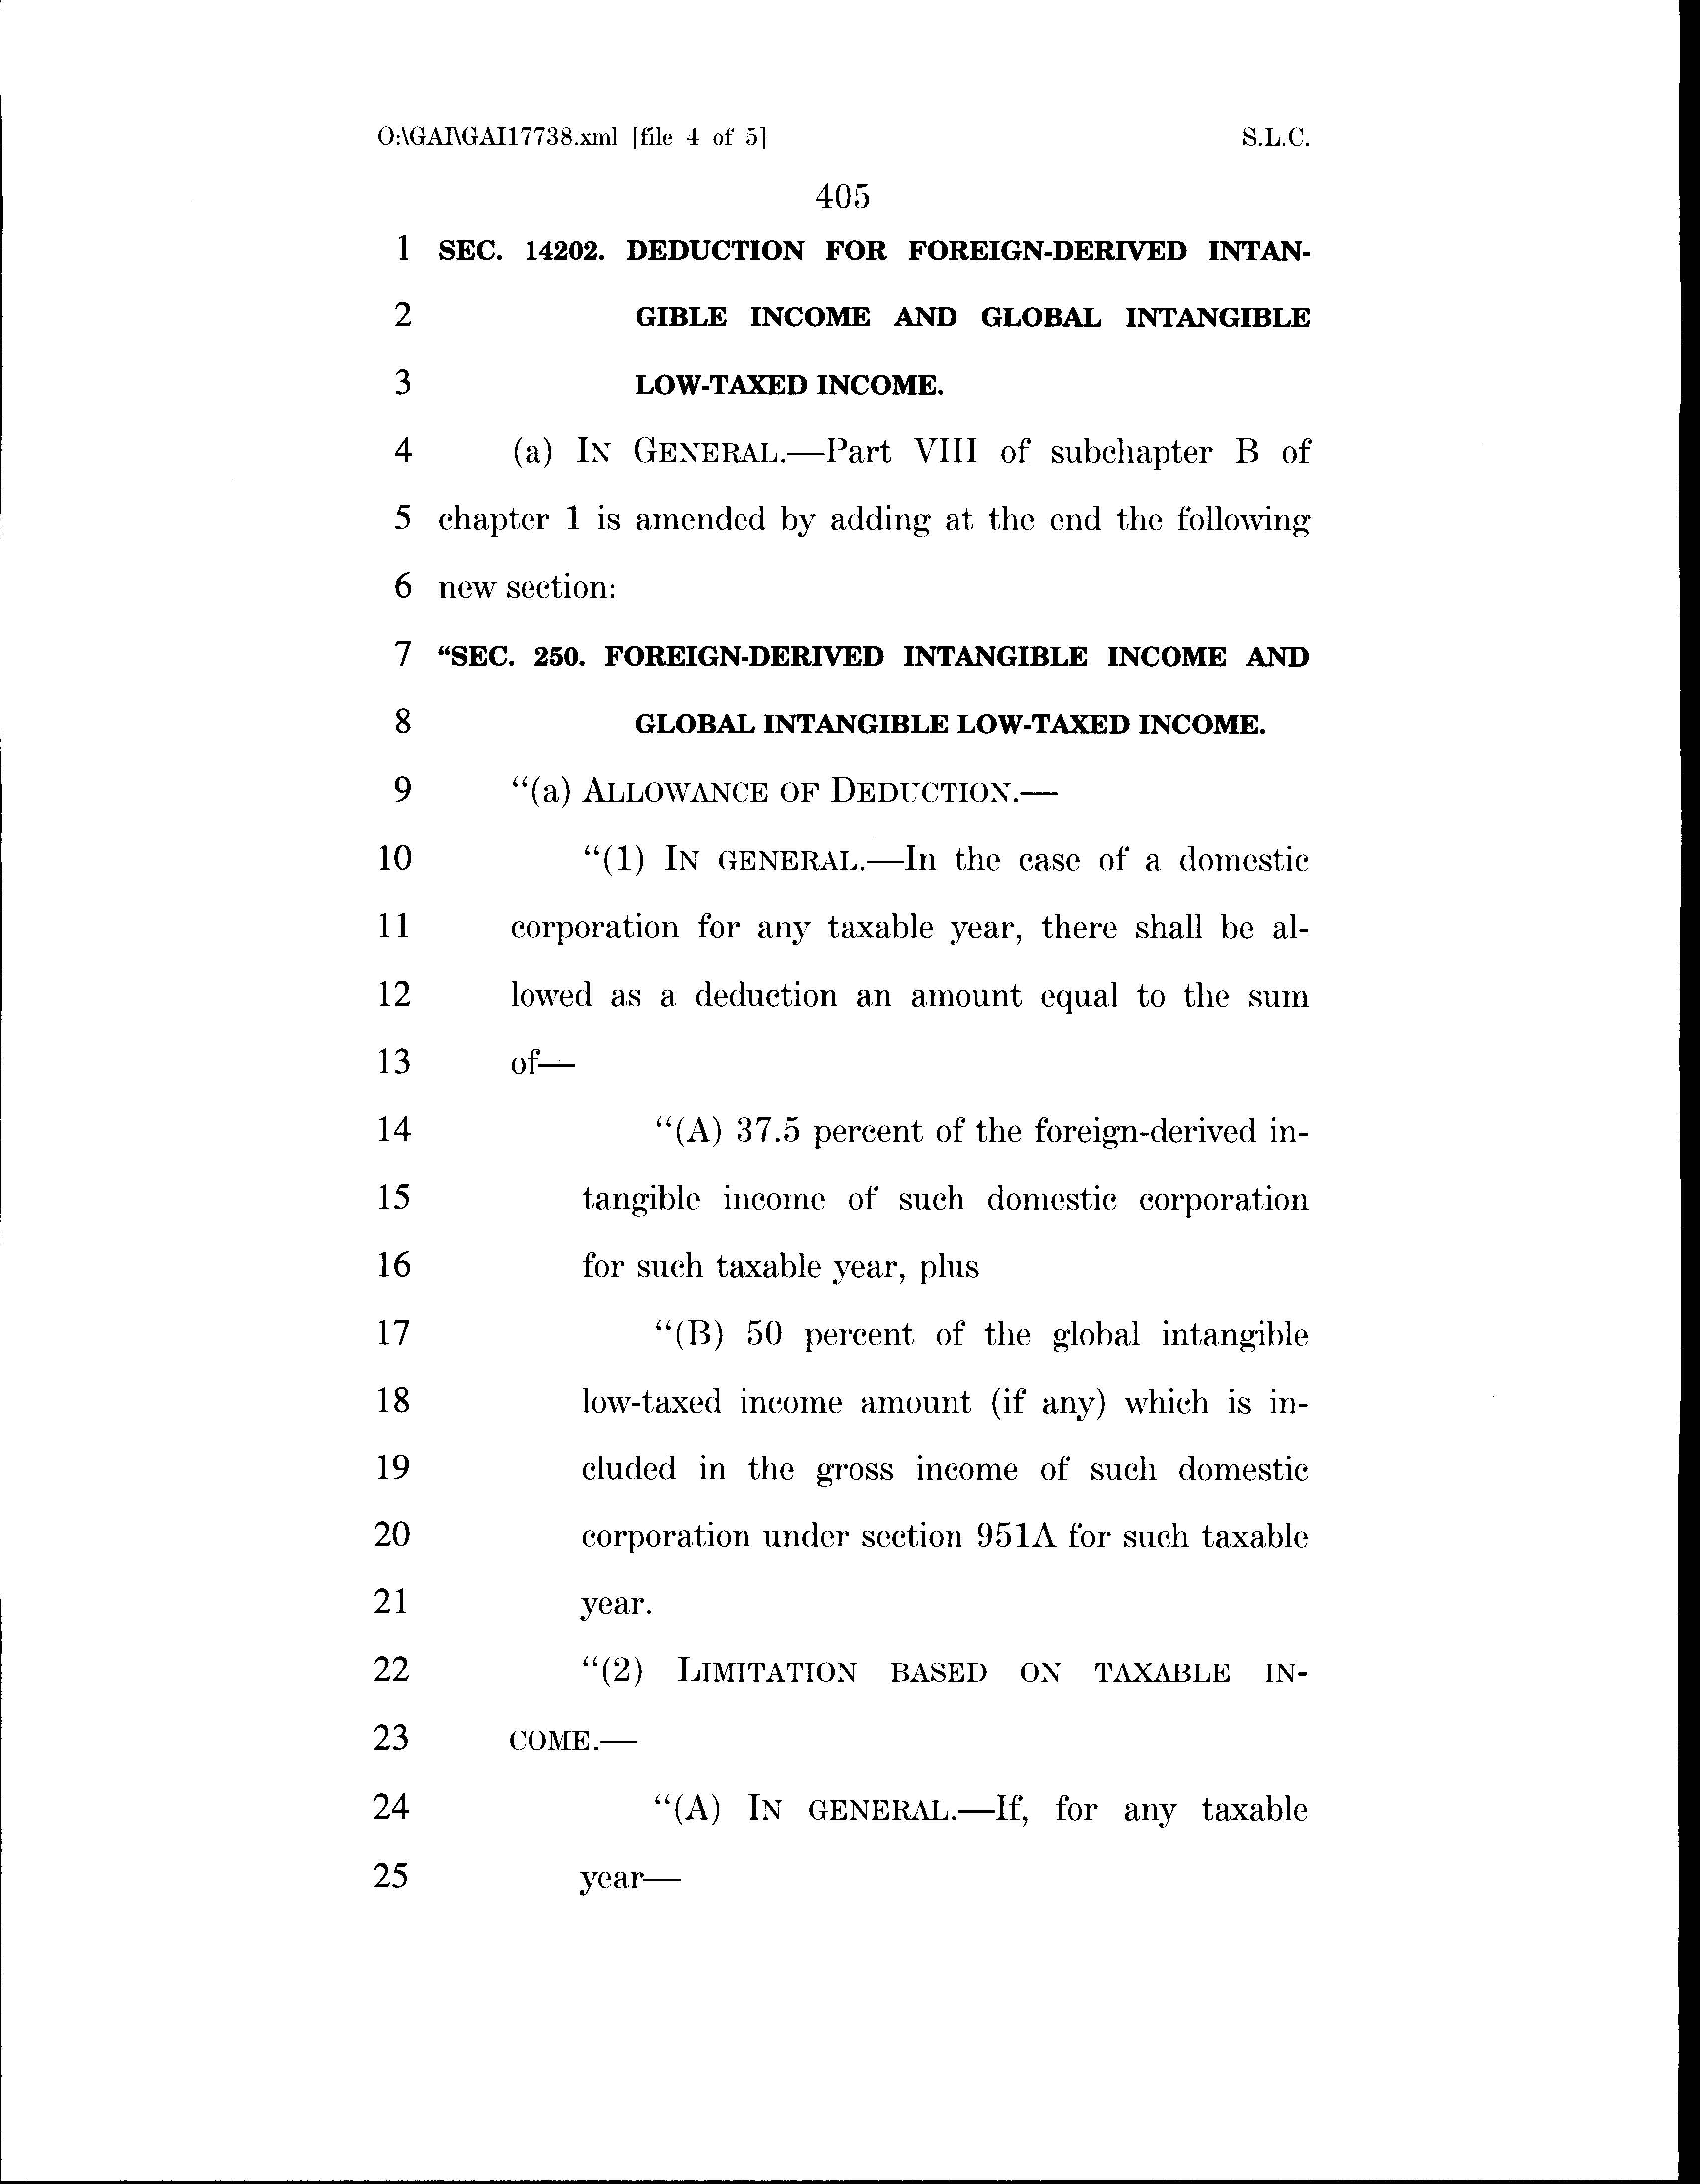 O:\GAI\GAI17738.xml [file 4 of 5] S.L.C.
405
1 SEC. 14202. DEDUCTION FOR FOREIGN-DERIVED INTAN-
2 GIBLE INCOME AND GLOBAL INTANGIBLE
3 LOW-TAXED INCOME.
4 (a) IN GENERAL.—Part VIII of subchapter B of
5 chapter 1 is amended by adding at the end the following
6 new section:
7 “SEC. 250. FOREIGN-DERIVED INTANGIBLE INCOME AND
8 GLOBAL INTANGIBLE LOW-TAXED INCOME.
9 “(a) ALLOWANCE OF DEDUCTION.—
10 “(1) IN GENERAL.—In the case of a domestic
11 corporation for any taxable year, there shall be al-
12 lowed as a deduction an amount equal to the sum
13 of—
14 “(A) 37.5 percent of the foreign-derived in-
15 tangible income of such domestic corporation
16 for such taxable year, plus
17 “(B) 50 percent of the global intangible
18 low-taxed income amount (if any) which is in-
19 cluded in the gross income of such domestic
20 corporation under section 951A for such taxable
21 year.
22 “(2) LIMITATION BASED ON TAXABLE IN-
23 COME.—
24 “(A) IN GENERAL.—If, for any taxable
25 year—